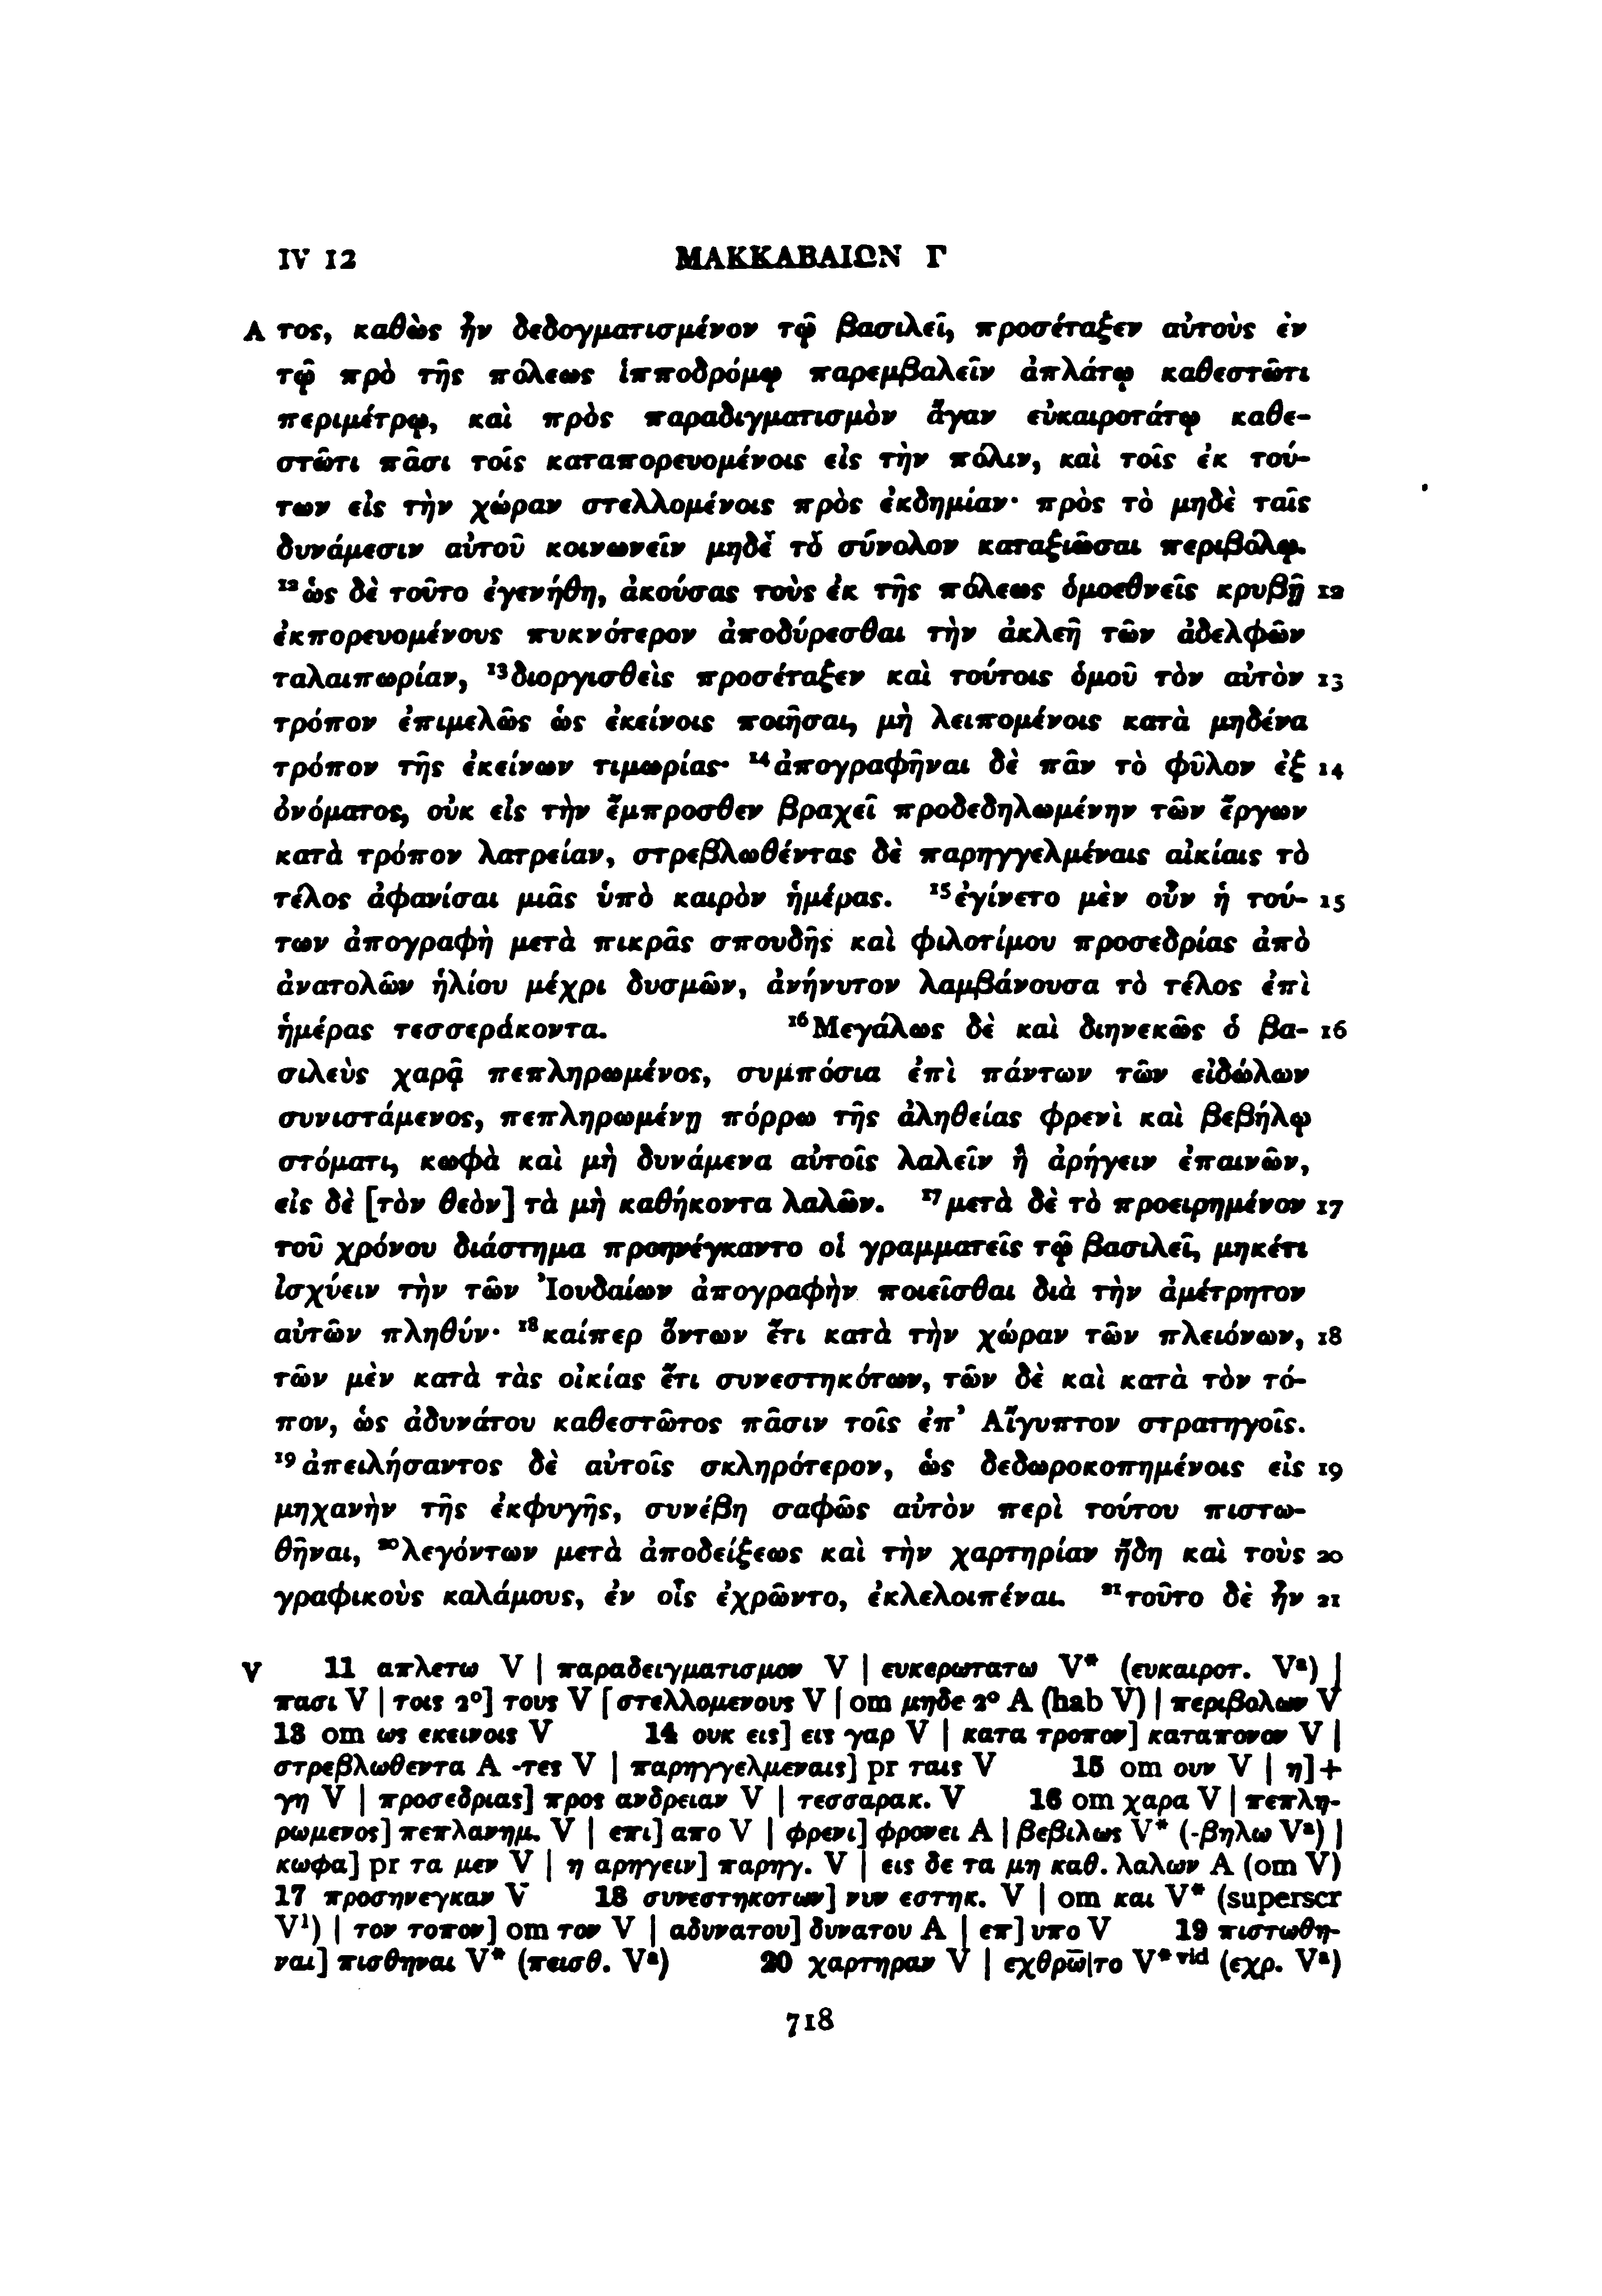 IV 12 ΜΑΚΚΑΒΑΙΩΝ Γ
A τος, καθὼς ἦν δεδογματισμένον τῷ βασιλεῖ, προσέταξεν αὐτοὺς ἐν
τῷ πρὸ τῆς πόλεως ἱπποδρόμῳ παρεμβαλεῖν ἀπλάτῳ καθεστῶτι
περιμέτρῳ, καὶ πρὸς παραδιγματισμὸν ἄγαν εὐκαιροτάτῳ καθε-
στῶτι πᾶσι τοῖς καταπορευομένοις εἰς τὴν πόλιν, καὶ τοῖς ἐκ τού-
των εἰς τὴν χώραν στελλομένοις πρὸς ἐκδημίαν· πρὸς τὸ μηδὲ ταῖς
δυνάμεσιν αὐτοῦ κοινωνεῖν μηδὲ τὸ σύνολον καταξιῶσαι περιβόλῳ.
¹²ὡς δὲ τοῦτο ἐγενήθη, ἀκούσας τοὺς ἐκ τῆς πόλεως ὁμοεθνεῖς κρυβῇ 12
ἐκπορευομένους πυκνότερον ἀποδύρεσθαι τὴν ἀκλεῆ τῶν ἀδελφῶν
ταλαιπωρίαν, ¹³διοργισθεὶς προσέταξεν καὶ τούτοις ὁμοῦ τὸν αὐτὸν 13
τρόπον ἐπιμελῶς ὡς ἐκείνοις ποιῆσαι, μὴ λειπομένοις κατὰ μηδένα
τρόπον τῆς ἐκείνων τιμωρίας· ¹⁴ἀπογραφῆναι δὲ πᾶν τὸ φῦλον ἐξ 14
ὀνόματος, οὐκ εἰς τὴν ἔμπροσθεν βραχεῖ προδεδηλωμένην τῶν ἔργων
κατὰ τρόπον λατρείαν, στρεβλωθέντας δὲ παρηγγελμέναις αἰκίαις τὸ
τέλος ἀφανίσαι μιᾶς ὑπὸ καιρὸν ἡμέρας. ¹⁵ἐγίνετο μὲν οὖν ἡ τού- 15
των ἀπογραφὴ μετὰ πικρᾶς σπουδῆς καὶ φιλοτίμου προσεδρίας ἀπὸ
ἀνατολῶν ἡλίου μέχρι δυσμῶν, ἀνήνυτον λαμβάνουσα τὸ τέλος ἐπὶ
ἡμέρας τεσσεράκοντα. ¹⁶Μεγάλως δὲ καὶ διηνεκῶς ὁ βα- 16
σιλεὺς χαρᾷ πεπληρωμένος, συμπόσια ἐπὶ πάντων τῶν εἰδώλων
συνιστάμενος, πεπληρωμένῃ πόρρω τῆς ἀληθείας φρενὶ καὶ βεβήλῳ
στόματι, κωφὰ καὶ μὴ δυνάμενα αὐτοῖς λαλεῖν ἢ ἀρήγειν ἐπαινῶν,
εἰς δὲ [τὸν θεὸν] τὰ μὴ καθήκοντα λαλῶν. ¹⁷μετὰ δὲ τὸ προειρημένον 17
τοῦ χρόνου διάστημα προηνέγκαντο οἱ γραμματεῖς τῷ βασιλεῖ, μηκέτι
ἰσχύειν τὴν τῶν Ἰουδαίων ἀπογραφὴν ποιεῖσθαι διὰ τὴν ἀμέτρητον
αὐτῶν πληθύν· ¹⁸καίπερ ὄντων ἔτι κατὰ τὴν χώραν τῶν πλειόνων, 18
τῶν μὲν κατὰ τὰς οἰκίας ἔτι συνεστηκότων, τῶν δὲ καὶ κατὰ τὸν τό-
πον, ὡς ἀδυνάτου καθεστῶτος πᾶσιν τοῖς ἐπ᾽ Αἴγυπτον στρατηγοῖς.
¹⁹ἀπειλήσαντος δὲ αὐτοῖς σκληρότερον, ὡς δεδωροκοπημένοις εἰς 19
μηχανὴν τῆς ἐκφυγῆς, συνέβη σαφῶς αὐτὸν περὶ τούτου πιστω-
θῆναι, ²⁰λεγόντων μετὰ ἀποδείξεως καὶ τὴν χαρτηρίαν ἤδη καὶ τοὺς 20
γραφικοὺς καλάμους, ἐν οἷς ἐχρῶντο, ἐκλελοιπέναι. ²¹τοῦτο δὲ ἦν 21
V 11 απλετω V | παραδειγματισμον V | ευκερωτατω V* (ευκαιροτ. Vᵃ) |
πασι V | τοις 2°] τους V | στελλομενους V | om μηδε 2° A (hab V) | περιβολων V
13 om ως εκεινοις V 14 ουκ εις] εις γαρ V | κατα τροπον] καταπονον V |
στρεβλωθεντα A -τες V | παρηγγελμεναις] pr ταις V 15 om ουν V | η]+
γη V | προσεδριας] προς ανδρειαν V | τεσσαρακ. V 16 om χαρα V | πεπλη-
ρωμενος] πεπλανημ. V | επι] απο V | φρενι] φρονει A | βεβιλως V* (-βηλω Vᵃ) |
κωφα] pr τα μεν V | η αρηγειν] παρηγ. V | εις δε τα μη καθ. λαλων A (om V)
17 προσηνεγκαν V 18 συνεστηκοτων] νυν εστηκ. V | om και V* (superscr
V¹) | τον τοπον] om τον V | αδυνατου] δυνατου A | επ] υπο V 19 πιστωθη-
ναι] πισθηναι V* (πεισθ. Vᵃ) 20 χαρτηραν V | εχθρω̄|το V*ᵛⁱᵈ (εχρ. Vᵃ)
718